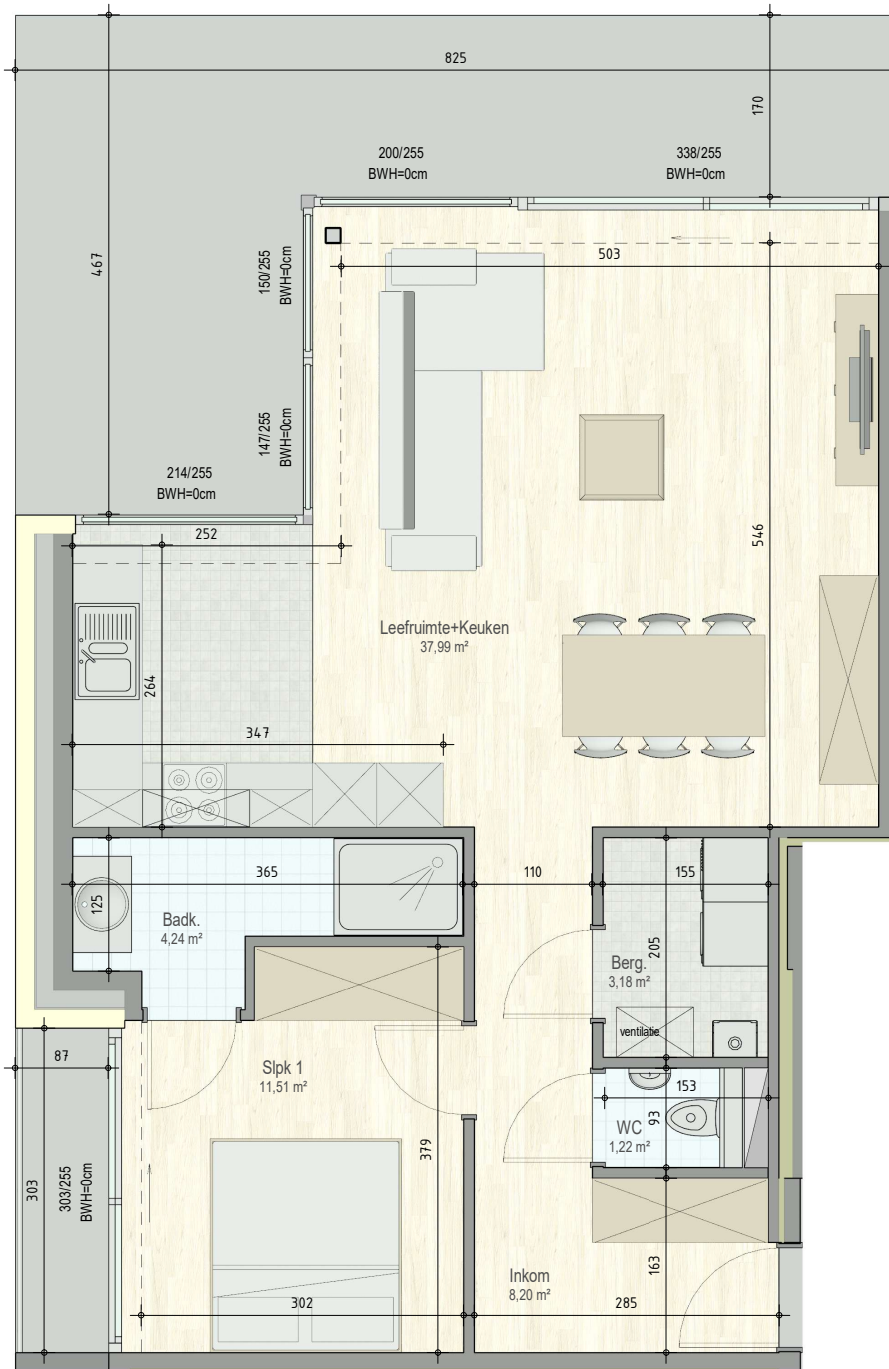 825
170
200/255
BWH=0cm
338/255
BWH=0cm
467
150/255
BWH=0cm
503
147/255
BWH=0cm
214/255
BWH=0cm
252
546
Leefruimte+Keuken
37,99 m²
264
347
365
110
155
125
Badk.
4,24 m²
205
Berg.
3,18 m²
ventilatie
87
Slpk 1
11,51 m²
153
93
WC
1,22 m²
379
303
303/255
BWH=0cm
163
Inkom
8,20 m²
302
285